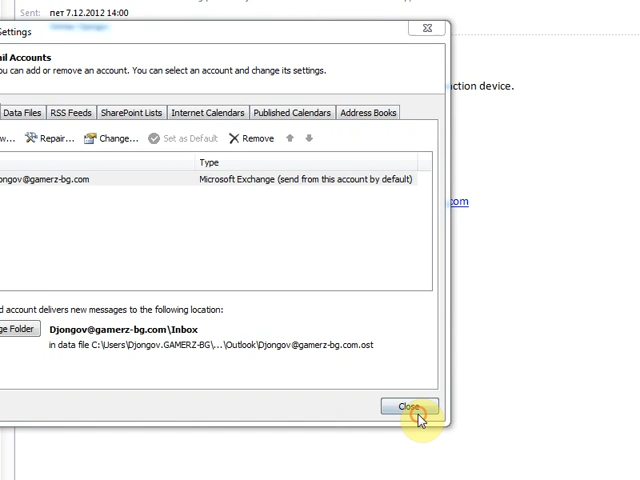 Sent: пет 7.12.2012 14:00
Settings
ail Accounts
ou can add or remove an account. You can select an account and change its settings.
nction device.
Data Files RSS Feeds SharePoint Lists Internet Calendars Published Calendars Address Books
w... Repair... Change... Set as Default Remove
Type
ongov@gamerz-bg.com Microsoft Exchange (send from this account by default)
com
d account delivers new messages to the following location:
ge Folder Djongov@gamerz-bg.com\Inbox
in data file C:\Users\Djongov.GAMERZ-BG\...\Outlook\Djongov@gamerz-bg.com.ost
Close